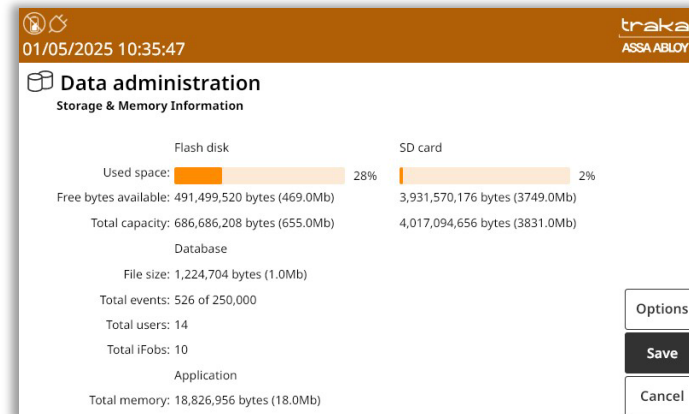 01/05/2025 10:35:47
traka
ASSA ABLOY
Data administration
Storage & Memory Information
Flash disk SD card
Used space: 28% 2%
Free bytes available: 491,499,520 bytes (469.0Mb) 3,931,570,176 bytes (3749.0Mb)
Total capacity: 686,686,208 bytes (655.0Mb) 4,017,094,656 bytes (3831.0Mb)
Database
File size: 1,224,704 bytes (1.0Mb)
Total events: 526 of 250,000
Total users: 14
Total iFobs: 10
Application
Total memory: 18,826,956 bytes (18.0Mb)
Options
Save
Cancel